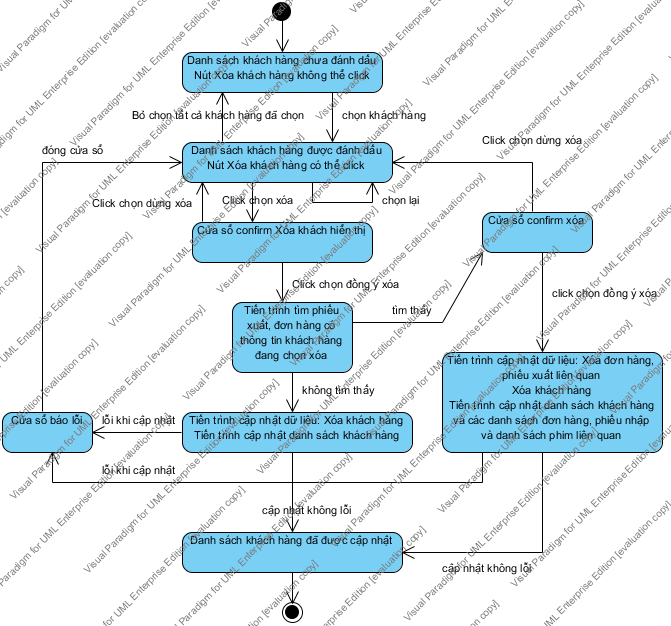 Danh sách khách hàng chưa đánh dấu
Nút Xóa khách hàng không thể click
Bỏ chọn tất cả khách hàng đã chọn
chọn khách hàng
Danh sách khách hàng được đánh dấu
Nút Xóa khách hàng có thể click
đóng cửa sổ
Click chọn dừng xóa
Click chọn dừng xóa
Click chọn xóa
chọn lại
Cửa sổ confirm Xóa khách hiển thị
Cửa sổ confirm xóa
Click chọn đồng ý xóa
click chọn đồng ý xóa
Tiến trình tìm phiếu
xuất, đơn hàng có
thông tin khách hàng
đang chọn xóa
tìm thấy
không tìm thấy
Tiến trình cập nhật dữ liệu: Xóa đơn hàng,
phiếu xuất liên quan
Xóa khách hàng
Tiến trình cập nhật danh sách khách hàng
và các danh sách đơn hàng, phiếu nhập
và danh sách phim liên quan
Cửa sổ báo lỗi
lỗi khi cập nhật
Tiến trình cập nhật dữ liệu: Xóa khách hàng
Tiến trình cập nhật danh sách khách hàng
lỗi khi cập nhật
cập nhật không lỗi
Danh sách khách hàng đã được cập nhật
cập nhật không lỗi
Visual Paradigm for UML Enterprise Edition [evaluation copy]